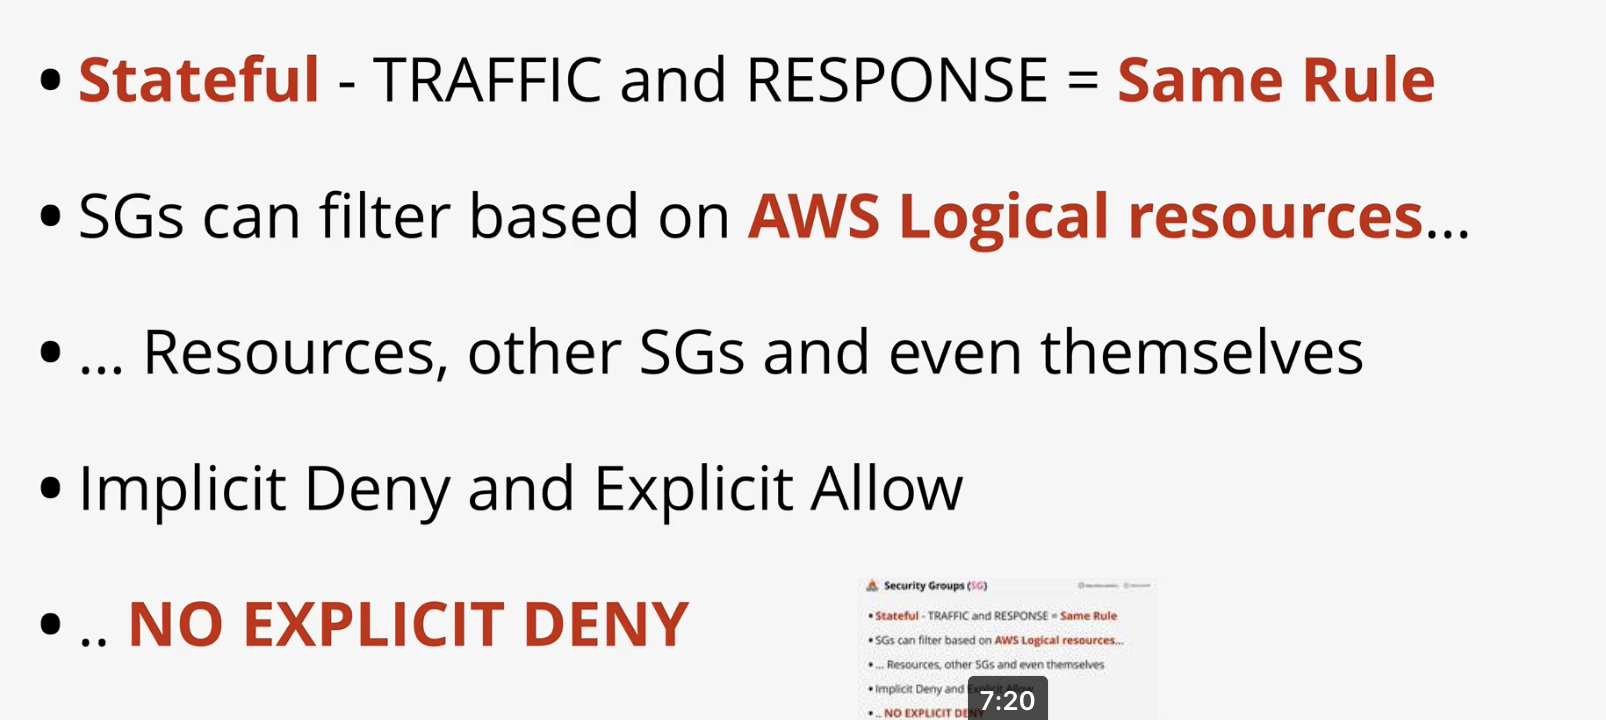 • Stateful - TRAFFIC and RESPONSE = Same Rule
• SGs can filter based on AWS Logical resources...
• ... Resources, other SGs and even themselves
• Implicit Deny and Explicit Allow
• .. NO EXPLICIT DENY
Security Groups (SG)
• Stateful - TRAFFIC and RESPONSE = Same Rule
• SGs can filter based on AWS Logical resources...
• ... Resources, other SGs and even themselves
• Implicit Deny and Explicit Allow
• .. NO EXPLICIT DENY
7:20